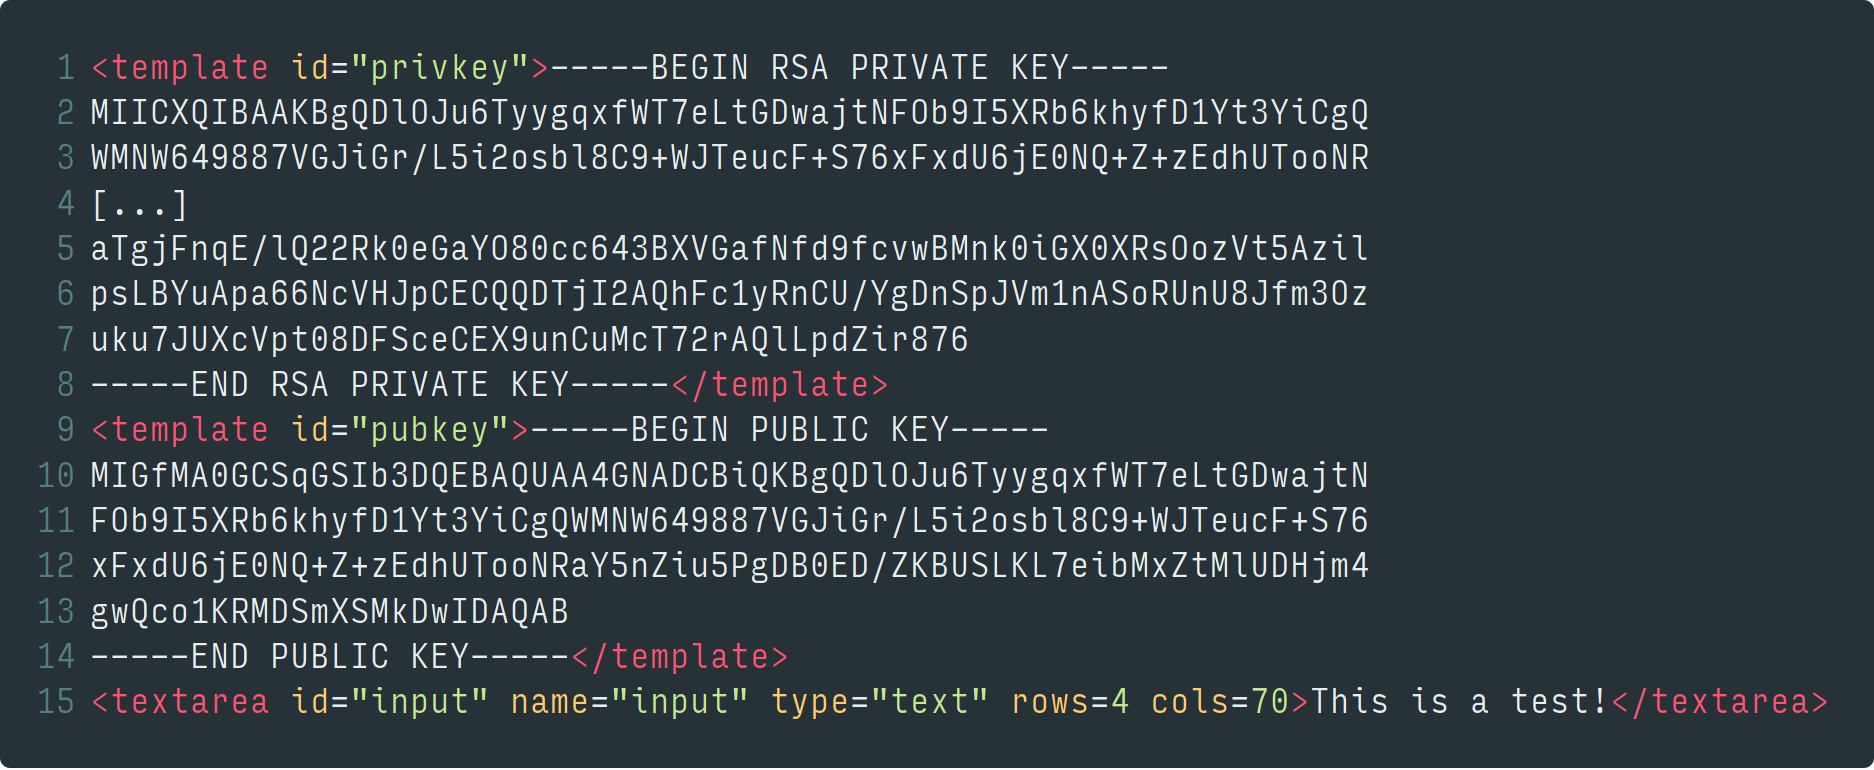 1 <template id="privkey">-----BEGIN RSA PRIVATE KEY-----
2 MIICXQIBAAKBgQDlOJu6TyygqxfWT7eLtGDwajtNFOb9I5XRb6khyfD1Yt3YiCgQ
3 WMNW649887VGJiGr/L5i2osbl8C9+WJTeucF+S76xFxdU6jE0NQ+Z+zEdhUTooNR
4 [...]
5 aTgjFnqE/lQ22Rk0eGaYO80cc643BXVGafNfd9fcvwBMnk0iGX0XRsOozVt5Azil
6 psLBYuApa66NcVHJpCECQQDTjI2AQhFc1yRnCU/YgDnSpJVm1nASoRUnU8Jfm3Oz
7 uku7JUXcVpt08DFSceCEX9unCuMcT72rAQlLpdZir876
8 -----END RSA PRIVATE KEY-----</template>
9 <template id="pubkey">-----BEGIN PUBLIC KEY-----
10 MIGfMA0GCSqGSIb3DQEBAQUAA4GNADCBiQKBgQDlOJu6TyygqxfWT7eLtGDwajtN
11 FOb9I5XRb6khyfD1Yt3YiCgQWMNW649887VGJiGr/L5i2osbl8C9+WJTeucF+S76
12 xFxdU6jE0NQ+Z+zEdhUTooNRaY5nZiu5PgDB0ED/ZKBUSLKL7eibMxZtMlUDHjm4
13 gwQco1KRMDSmXSMkDwIDAQAB
14 -----END PUBLIC KEY-----</template>
15 <textarea id="input" name="input" type="text" rows=4 cols=70>This is a test!</textarea>